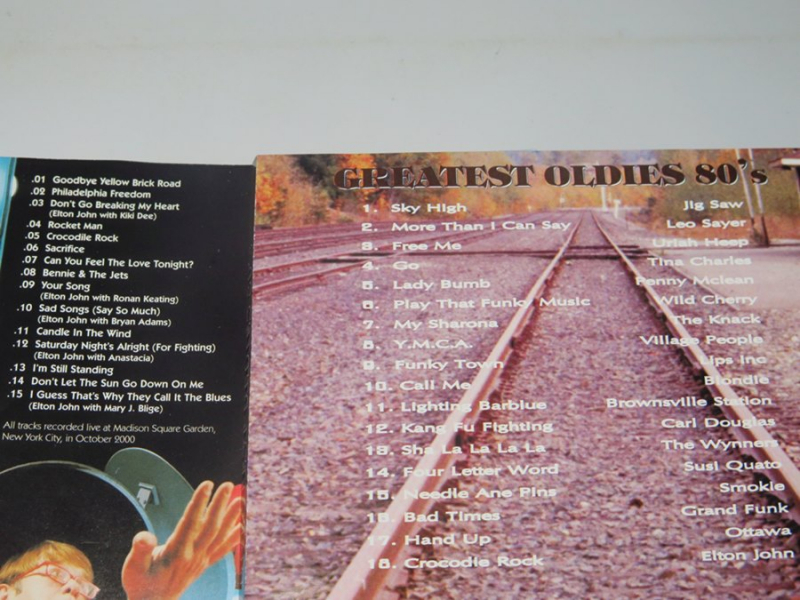 .01 Goodbye Yellow Brick Road
.02 Philadelphia Freedom
.03 Don't Go Breaking My Heart
(Elton John with Kiki Dee)
.04 Rocket Man
.05 Crocodile Rock
.06 Sacrifice
.07 Can You Feel The Love Tonight?
.08 Bennie & The Jets
.09 Your Song
(Elton John with Ronan Keating)
.10 Sad Songs (Say So Much)
(Elton John with Bryan Adams)
.11 Candle In The Wind
.12 Saturday Night's Alright (For Fighting)
(Elton John with Anastacia)
.13 I'm Still Standing
.14 Don't Let The Sun Go Down On Me
.15 I Guess That's Why They Call It The Blues
(Elton John with Mary J. Blige)
All tracks recorded live at Madison Square Garden,
New York City, in October 2000
GREATEST OLDIES 80's
1. Sky High Jig Saw
2. More Than I Can Say Leo Sayer
3. Free Me Uriah Heep
4. Go Tina Charles
5. Lady Bumb Penny Mclean
6. Play That Funky Music Wild Cherry
7. My Sharona The Knack
8. Y.M.C.A. Village People
9. Funky Town Lips Inc
10. Call Me Blondie
11. Lighting Barblue Brownsville Station
12. Kang Fu Fighting Carl Douglas
13. Sha La La La La The Wynners
14. Four Letter Word Susi Quato
15. Needle Ane Pins Smokie
16. Bad Times Grand Funk
17. Hand Up Ottawa
18. Crocodie Rock Elton John